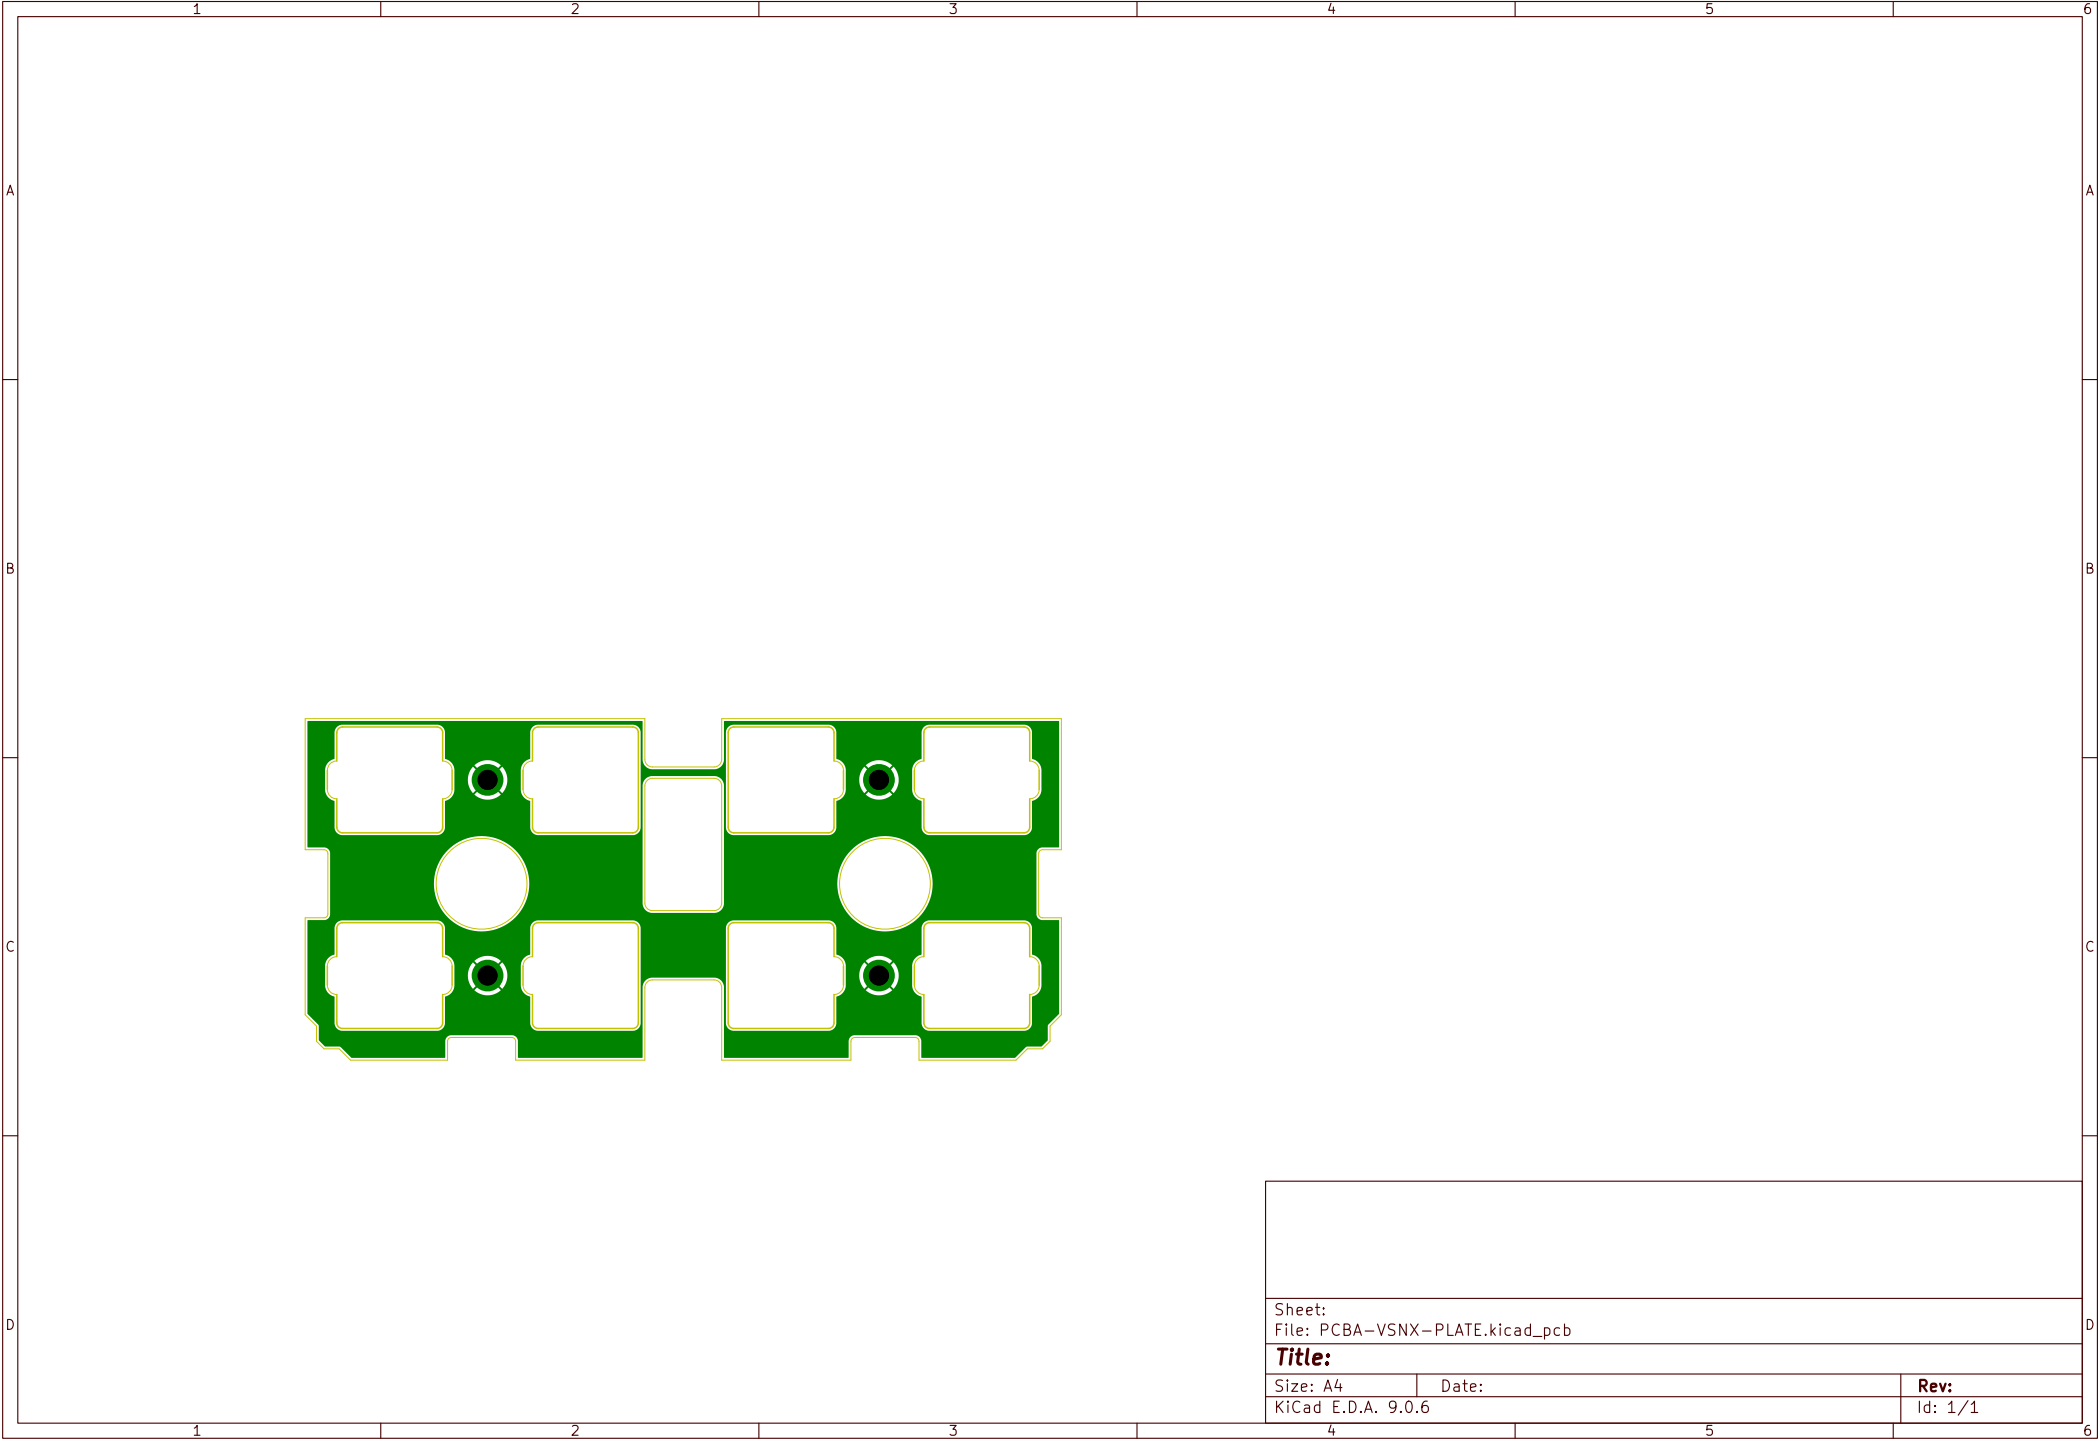 1 2 3 4 5 6
A A
B B
C C
D D
Sheet:
File: PCBA-VSNX-PLATE.kicad_pcb
Title:
Size: A4 Date: Rev:
KiCad E.D.A. 9.0.6 Id: 1/1
1 2 3 4 5 6